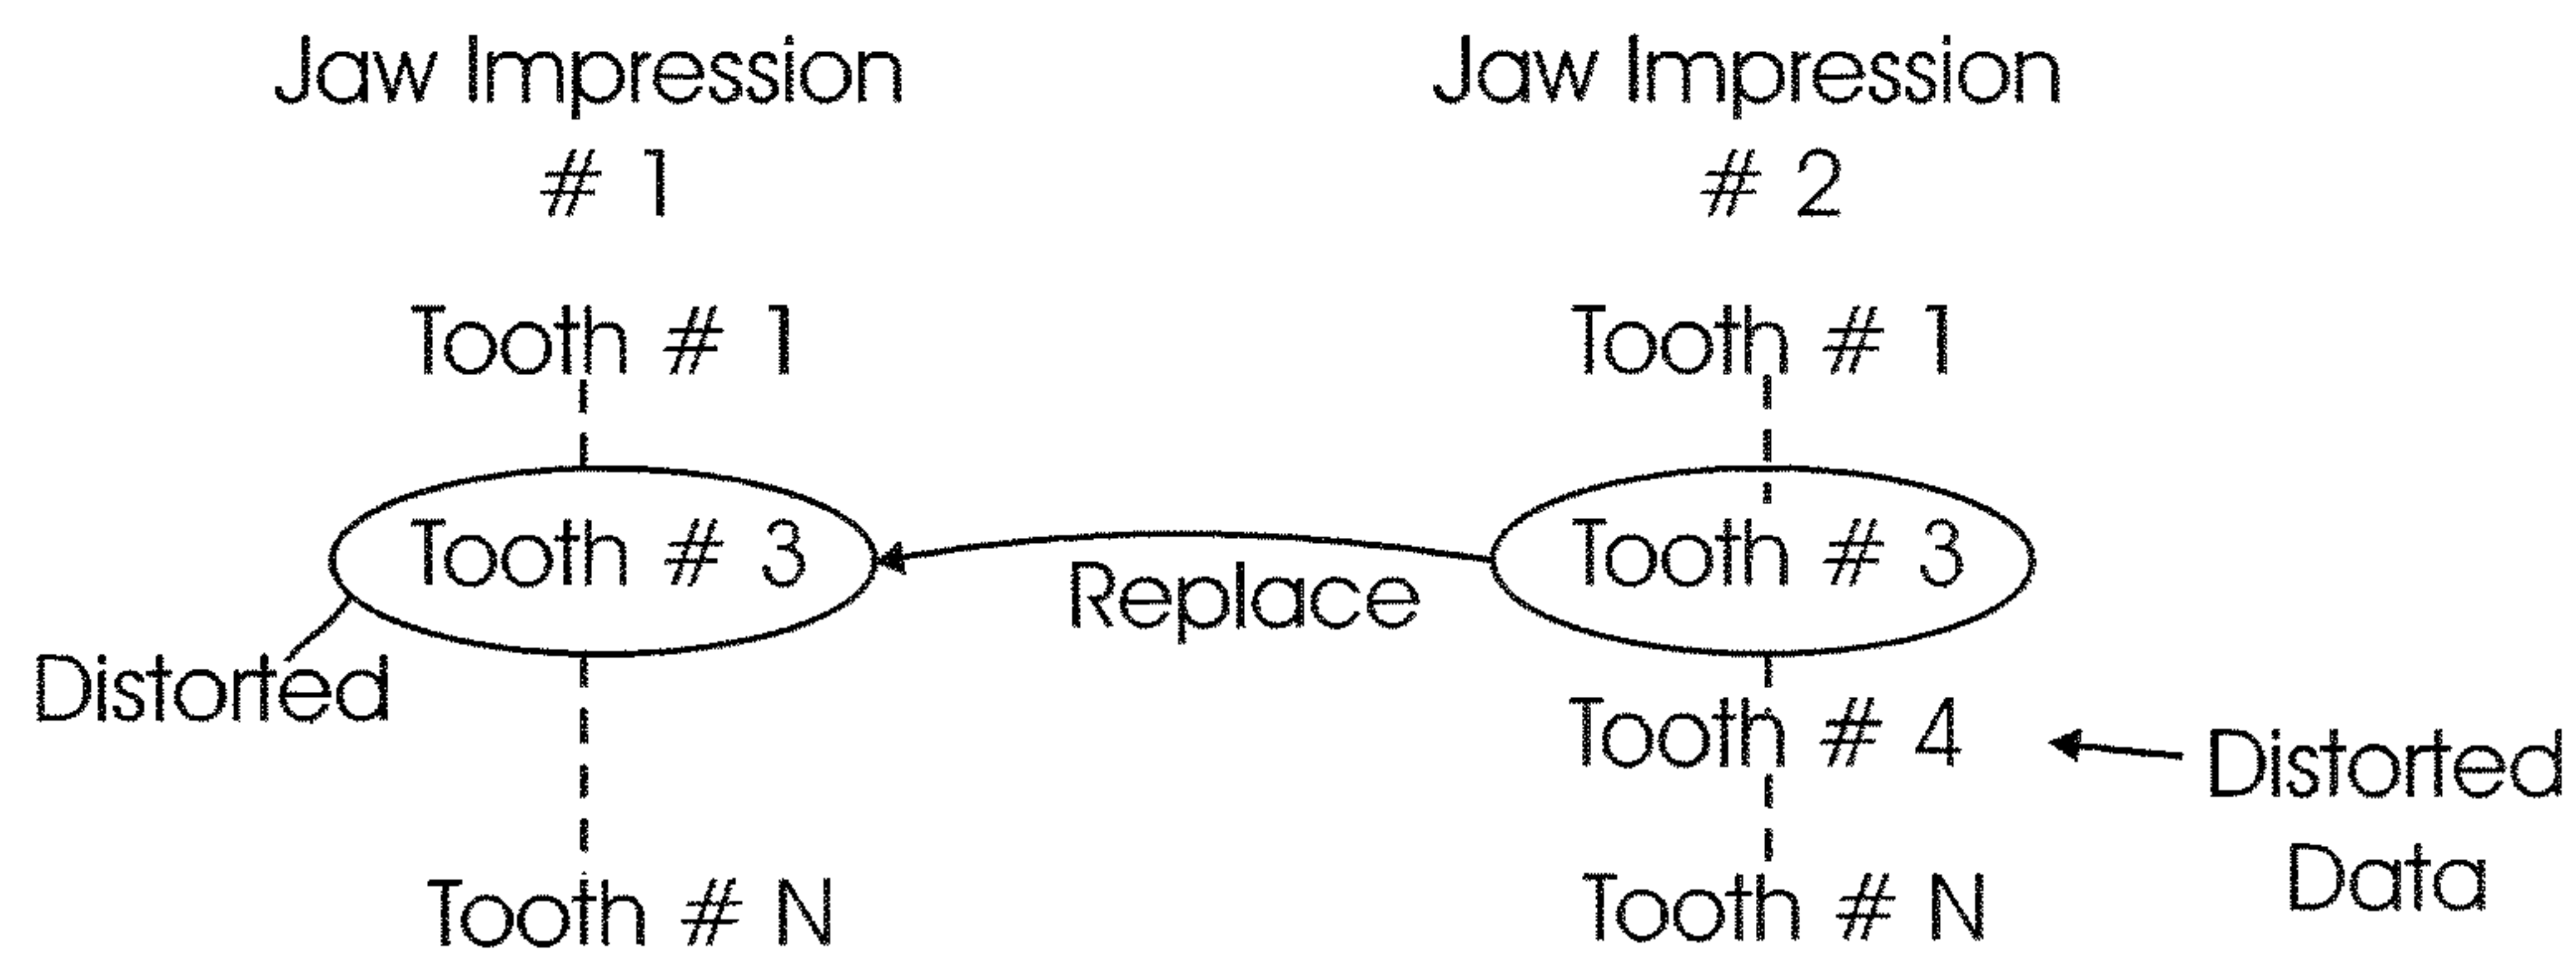 Jaw Impression
# 1
Jaw Impression
# 2
Tooth # 1
Tooth # 1
Tooth # 3
Replace
Tooth # 3
Distorted
Tooth # 4
Distorted
Data
Tooth # N
Tooth # N